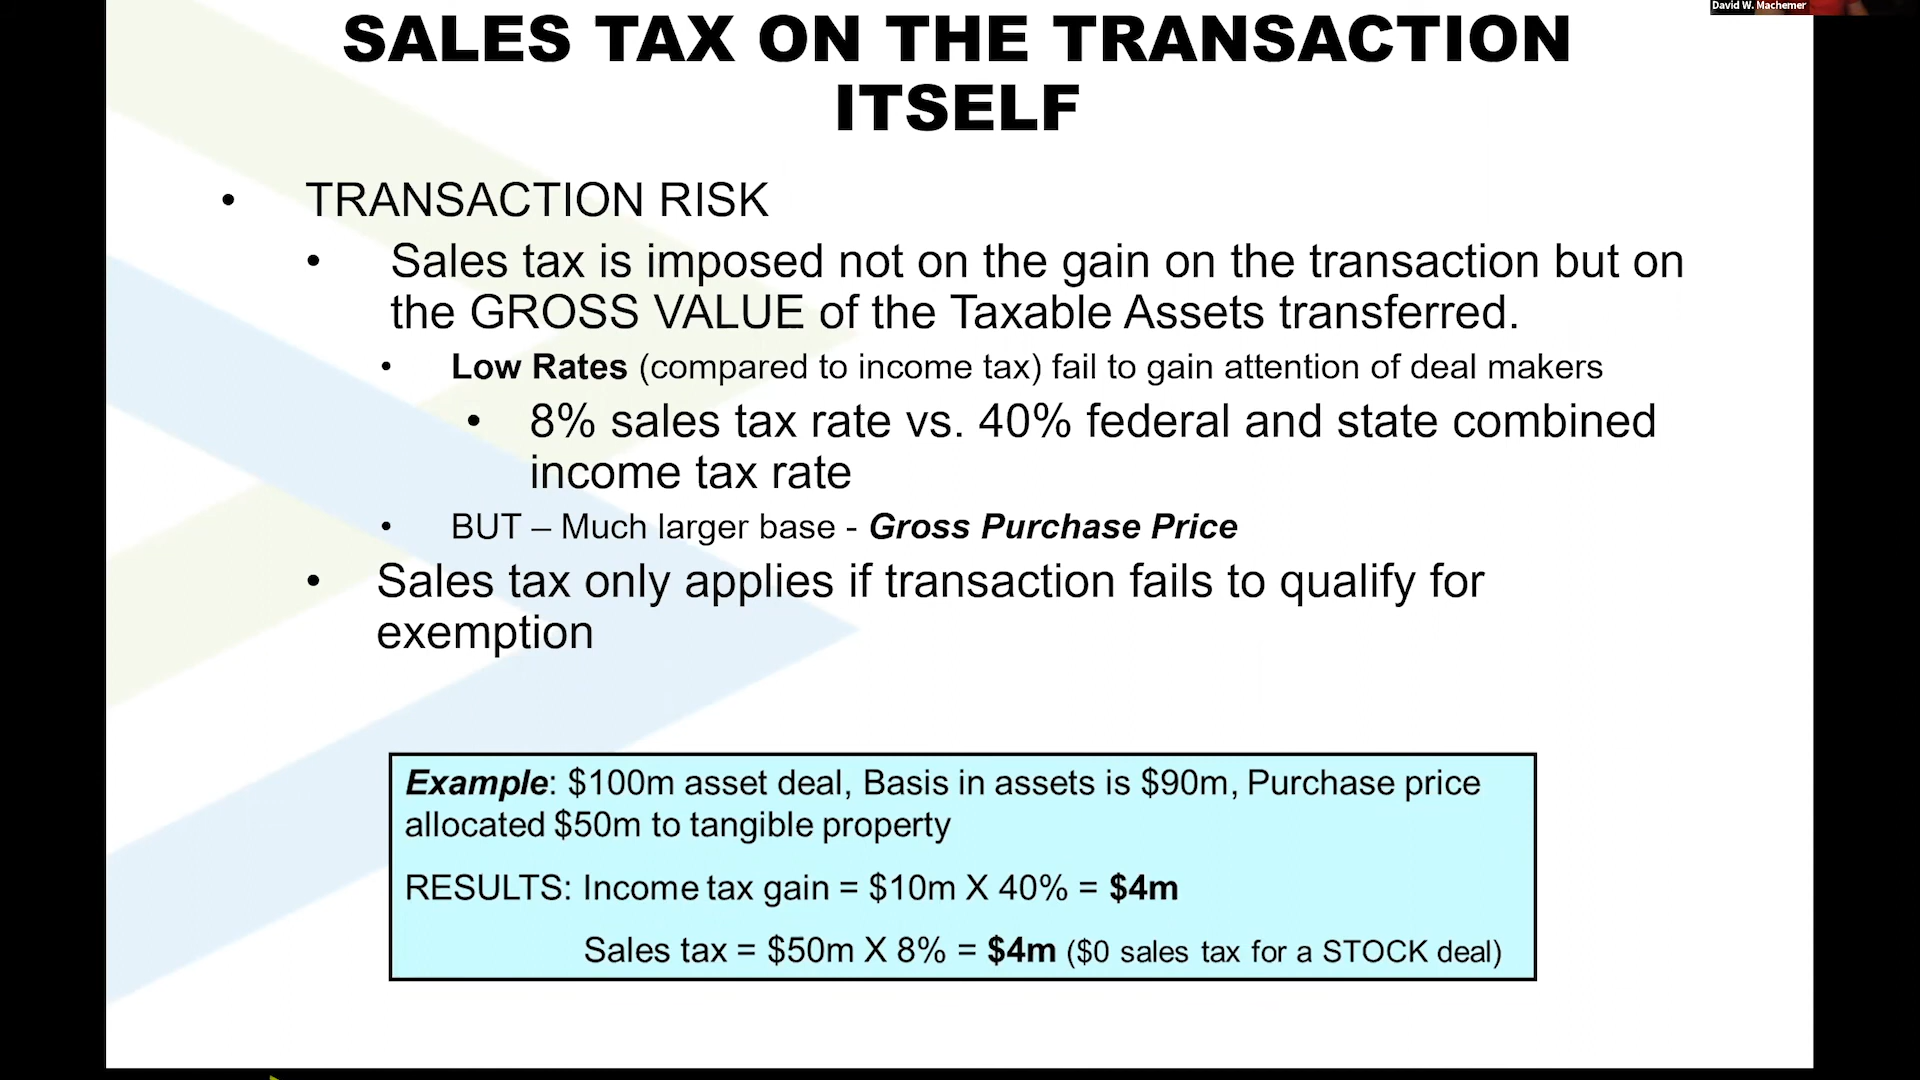 David W. Machemer
SALES TAX ON THE TRANSACTION
ITSELF
• TRANSACTION RISK
• Sales tax is imposed not on the gain on the transaction but on
the GROSS VALUE of the Taxable Assets transferred.
• Low Rates (compared to income tax) fail to gain attention of deal makers
• 8% sales tax rate vs. 40% federal and state combined
income tax rate
• BUT – Much larger base - Gross Purchase Price
• Sales tax only applies if transaction fails to qualify for
exemption
Example: $100m asset deal, Basis in assets is $90m, Purchase price
allocated $50m to tangible property
RESULTS: Income tax gain = $10m X 40% = $4m
Sales tax = $50m X 8% = $4m ($0 sales tax for a STOCK deal)